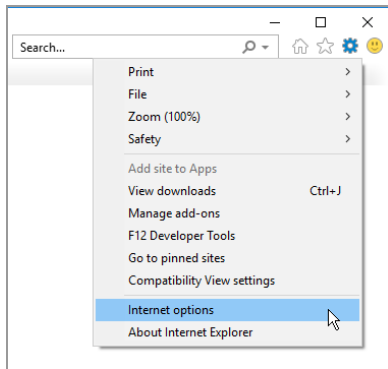 Search...
Print
File
Zoom (100%)
Safety
Add site to Apps
View downloads Ctrl+J
Manage add-ons
F12 Developer Tools
Go to pinned sites
Compatibility View settings
Internet options
About Internet Explorer